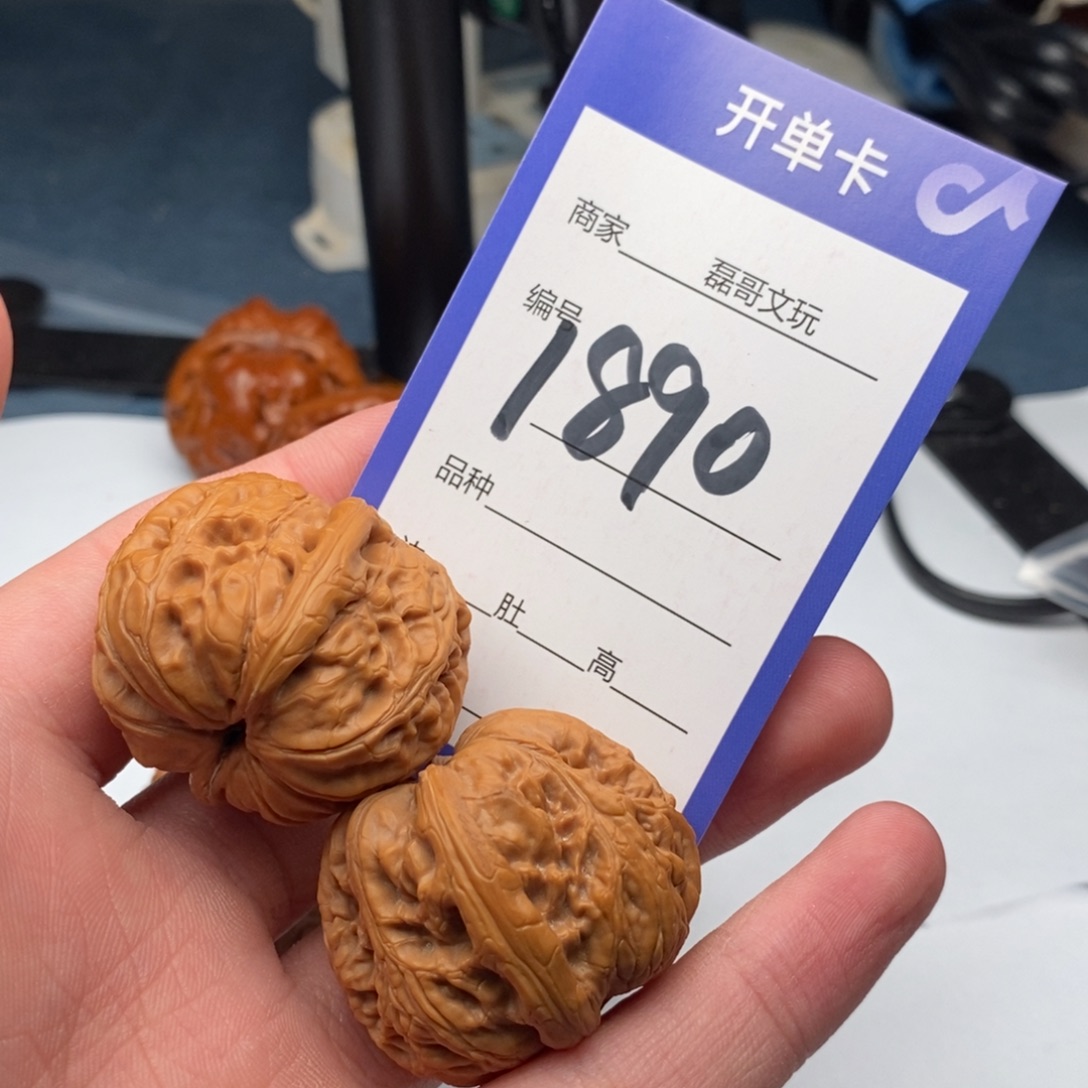 开单卡
商家 磊哥文玩
编号 1890
品种
肚 高